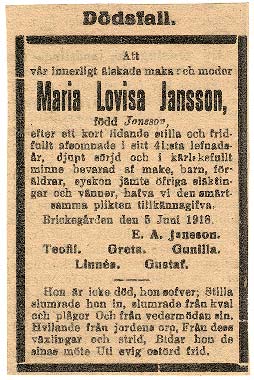 Dödsfall.
Att
vår innerligt älskade maka och moder
Maria Lovisa Jansson,
född Jonsson,
efter ett kort lidande stilla och frid-
fullt afsomnade i sitt 41:sta lefnads-
år, djupt sörjd och i kärleksfullt
minne bevarad af make, barn, för-
äldrar, syskon jämte öfriga släktin-
gar och vänner, hafva vi den smärt-
samma plikten tillkännagifva.
Brickegården den 5 Juni 1918.
E. A. Jansson.
Teofil. Greta. Gunilla.
Linnéa. Gustaf.
Hon är icke död, hon sofver; Stilla
slumrade hon in, slumrade från kval
och plågor Och från vedermödan sin.
Hvilande från jordens oro, Från dess
växlingar och strid, Bidar hon de
sinas möte Uti evig ostörd frid.